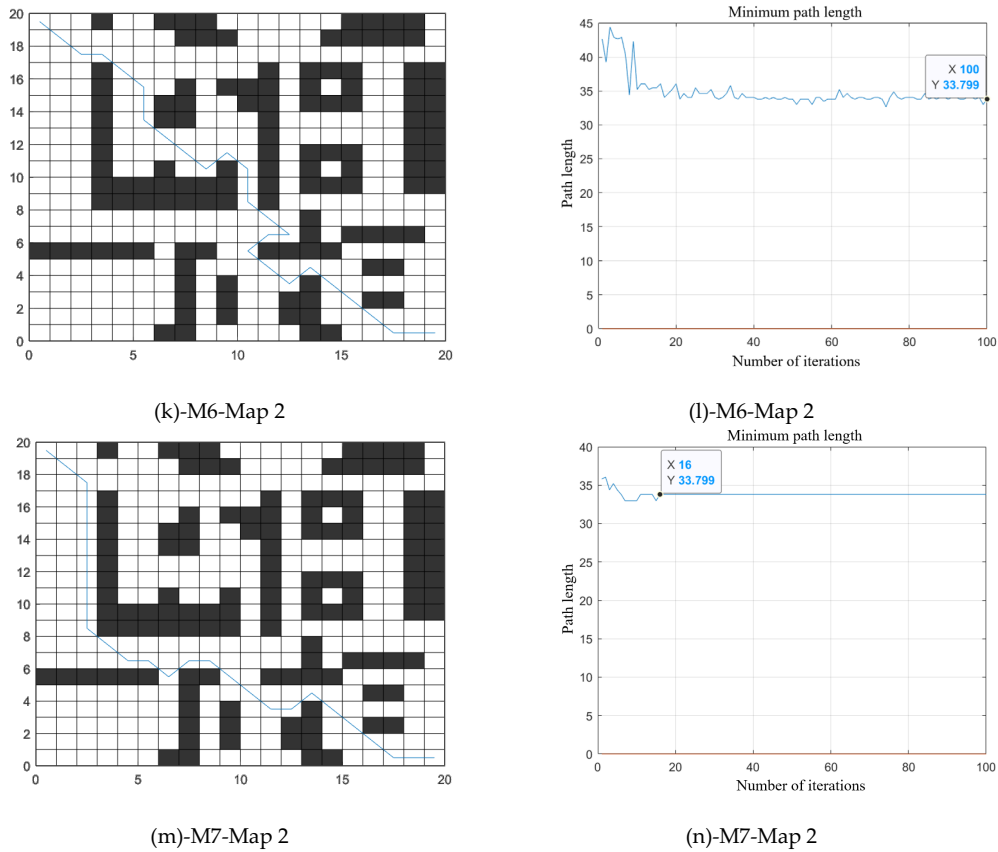 20
18
16
14
12
10
8
6
4
2
0
0 5 10 15 20
(k)-M6-Map 2
Minimum path length
45
40
35
30
25
20
15
10
5
0
X 100
Y 33.799
Path length
0 20 40 60 80 100
Number of iterations
(l)-M6-Map 2
20
18
16
14
12
10
8
6
4
2
0
0 5 10 15 20
(m)-M7-Map 2
Minimum path length
40
35
30
25
20
15
10
5
0
X 16
Y 33.799
Path length
0 20 40 60 80 100
Number of iterations
(n)-M7-Map 2